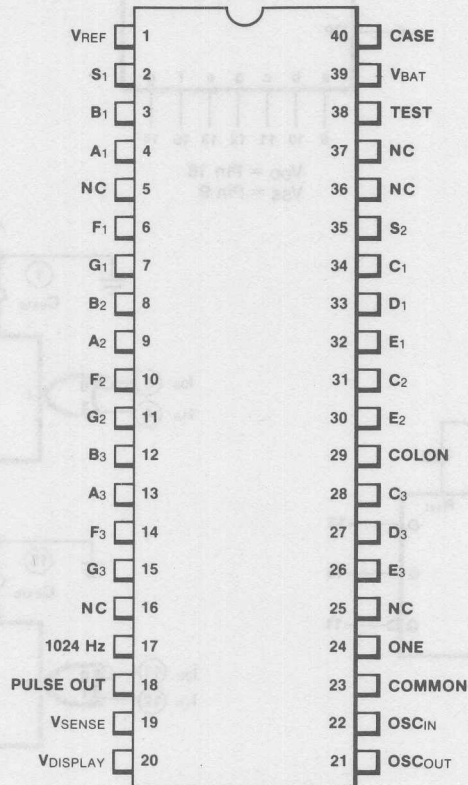 VREF 1 40 CASE
S1 2 39 VBAT
B1 3 38 TEST
A1 4 37 NC
NC 5 36 NC
F1 6 35 S2
G1 7 34 C1
B2 8 33 D1
A2 9 32 E1
F2 10 31 C2
G2 11 30 E2
B3 12 29 COLON
A3 13 28 C3
F3 14 27 D3
G3 15 26 E3
NC 16 25 NC
1024 Hz 17 24 ONE
PULSE OUT 18 23 COMMON
VSENSE 19 22 OSCIN
VDISPLAY 20 21 OSCOUT